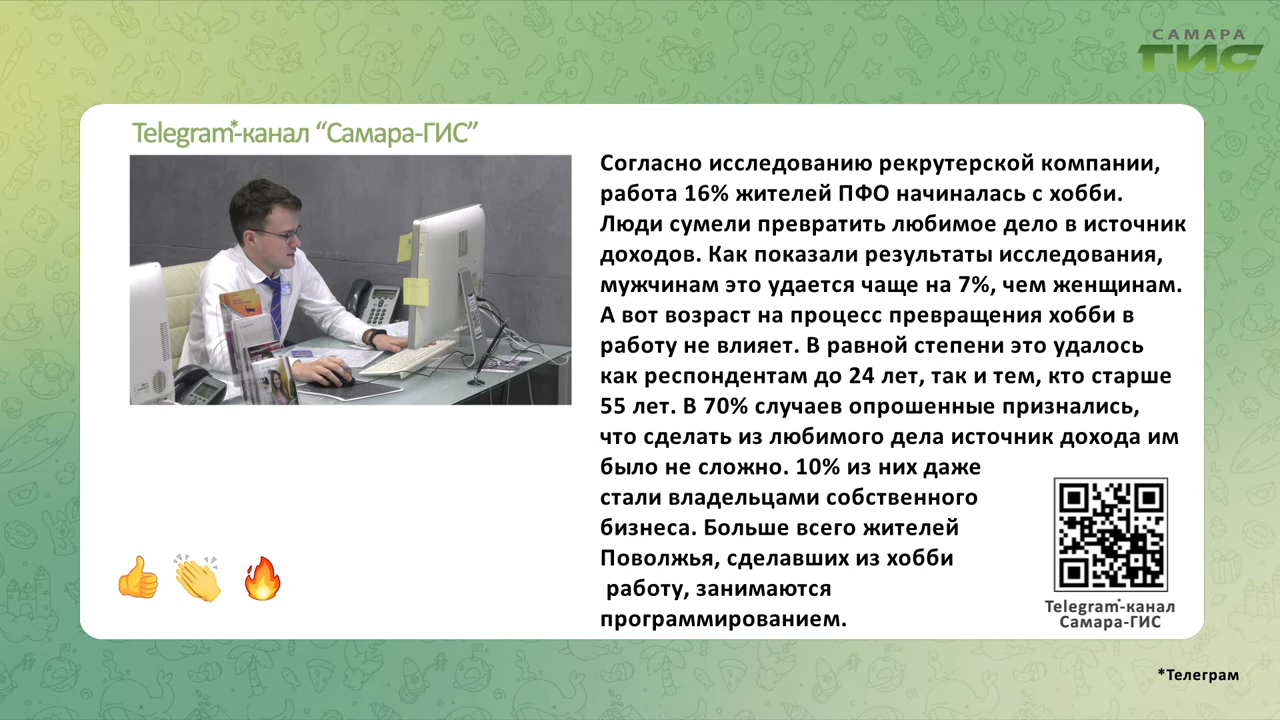 САМАРА
ГИС
Telegram*-канал “Самара-ГИС”
Согласно исследованию рекрутерской компании,
работа 16% жителей ПФО начиналась с хобби.
Люди сумели превратить любимое дело в источник
доходов. Как показали результаты исследования,
мужчинам это удается чаще на 7%, чем женщинам.
А вот возраст на процесс превращения хобби в
работу не влияет. В равной степени это удалось
как респондентам до 24 лет, так и тем, кто старше
55 лет. В 70% случаев опрошенные признались,
что сделать из любимого дела источник дохода им
было не сложно. 10% из них даже
стали владельцами собственного
бизнеса. Больше всего жителей
Поволжья, сделавших из хобби
работу, занимаются
программированием.
Telegram*-канал
Самара-ГИС
*Телеграм